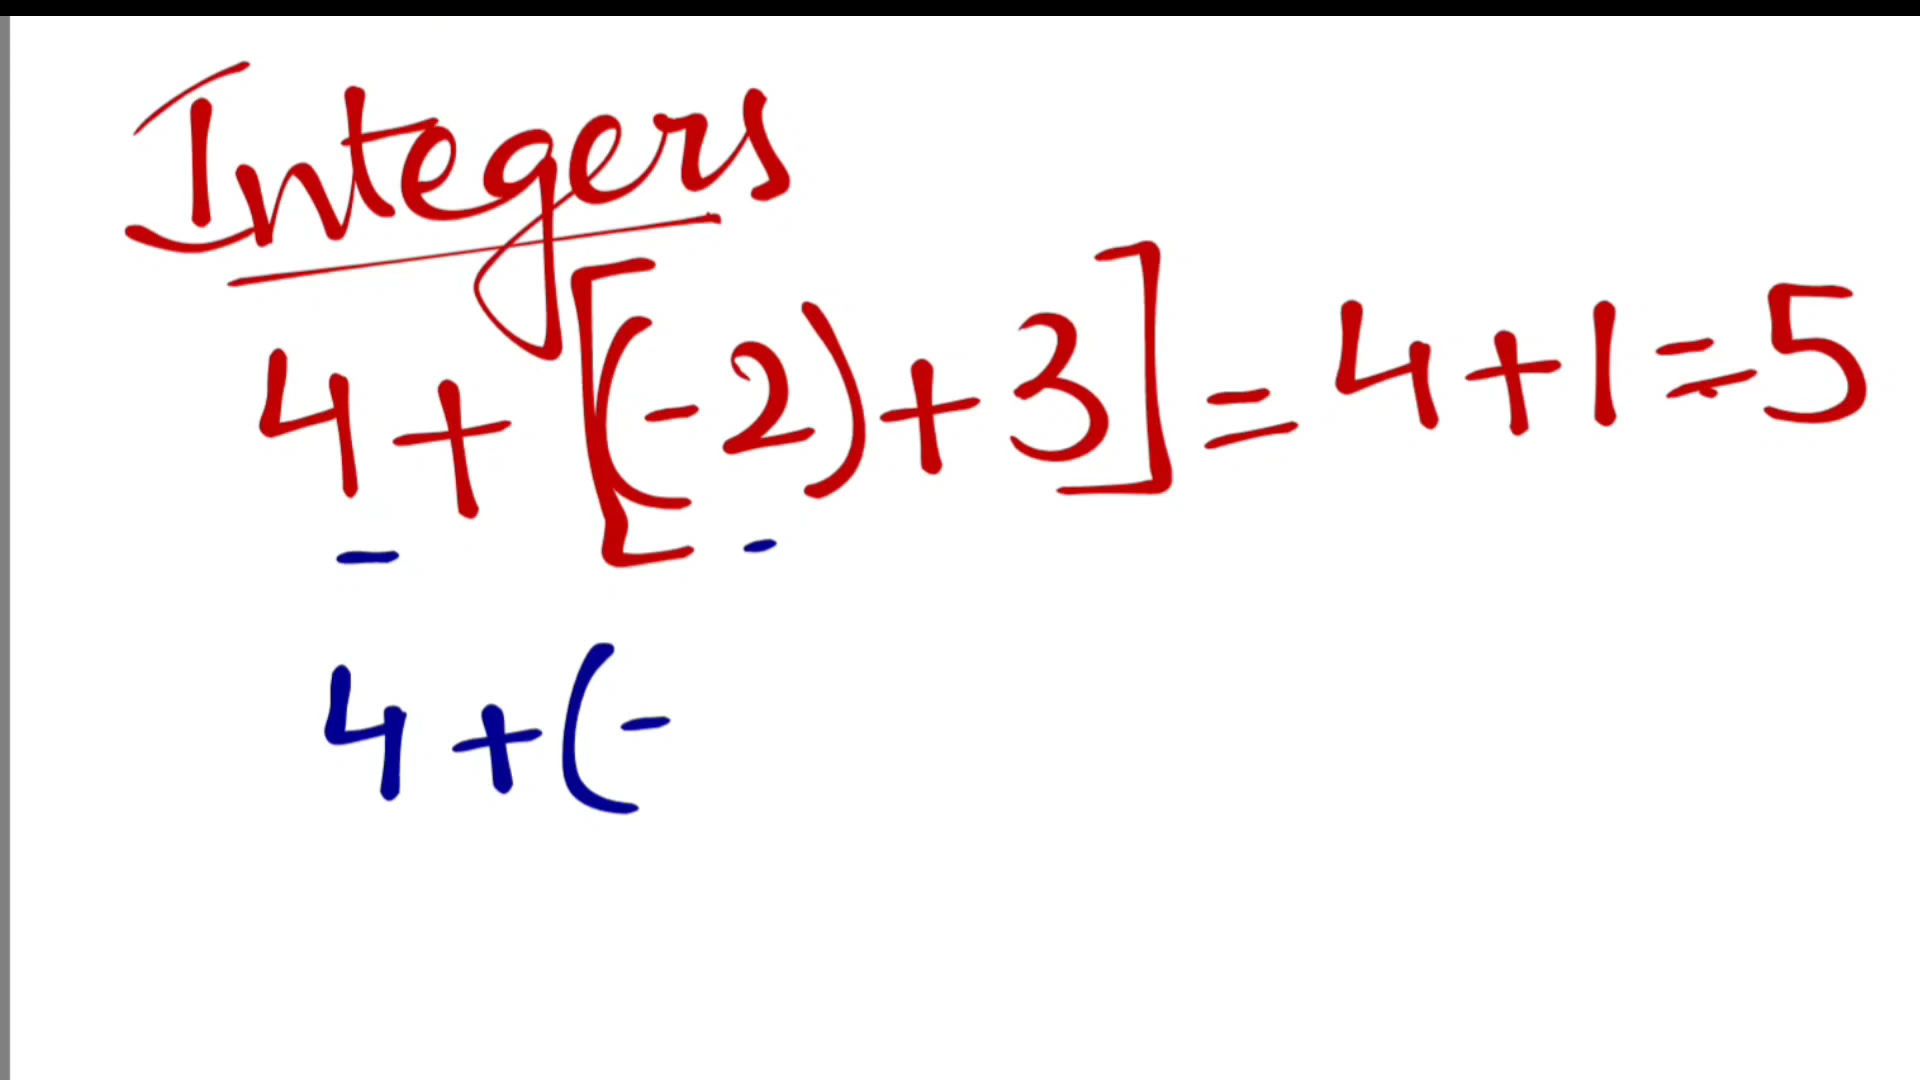 Integers
4 + [(-2) + 3] = 4 + 1 = 5
4 + (-